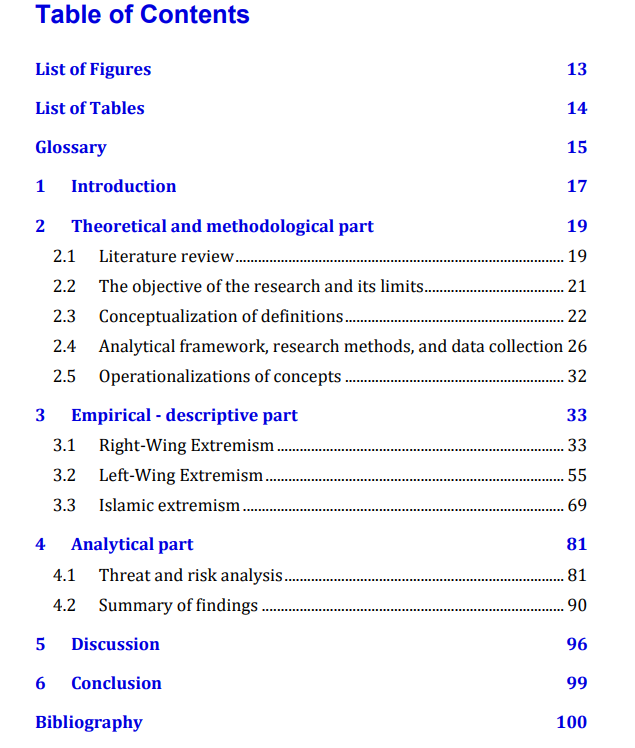 Table of Contents
List of Figures 13
List of Tables 14
Glossary 15
1 Introduction 17
2 Theoretical and methodological part 19
2.1 Literature review 19
2.2 The objective of the research and its limits 21
2.3 Conceptualization of definitions 22
2.4 Analytical framework, research methods, and data collection 26
2.5 Operationalizations of concepts 32
3 Empirical - descriptive part 33
3.1 Right-Wing Extremism 33
3.2 Left-Wing Extremism 55
3.3 Islamic extremism 69
4 Analytical part 81
4.1 Threat and risk analysis 81
4.2 Summary of findings 90
5 Discussion 96
6 Conclusion 99
Bibliography 100